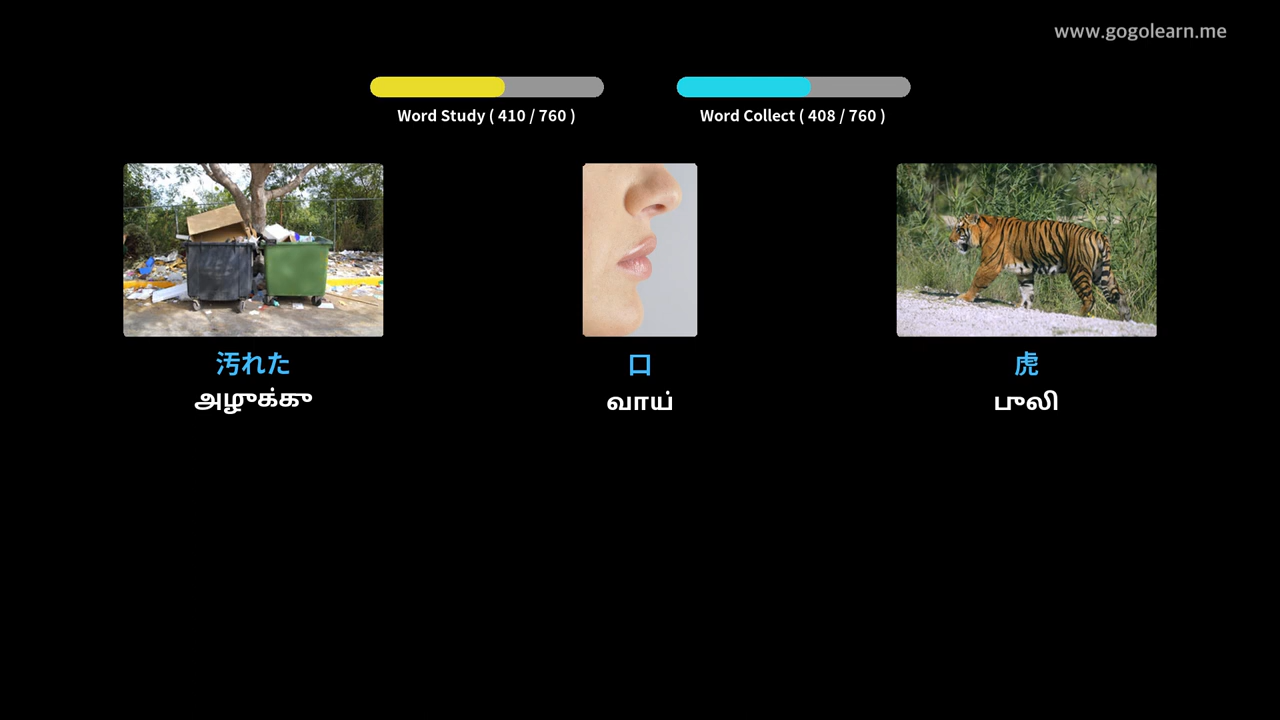 www.gogolearn.me
Word Study ( 410 / 760 )
Word Collect ( 408 / 760 )
汚れた
அழுக்கு
口
வாய்
虎
புலி